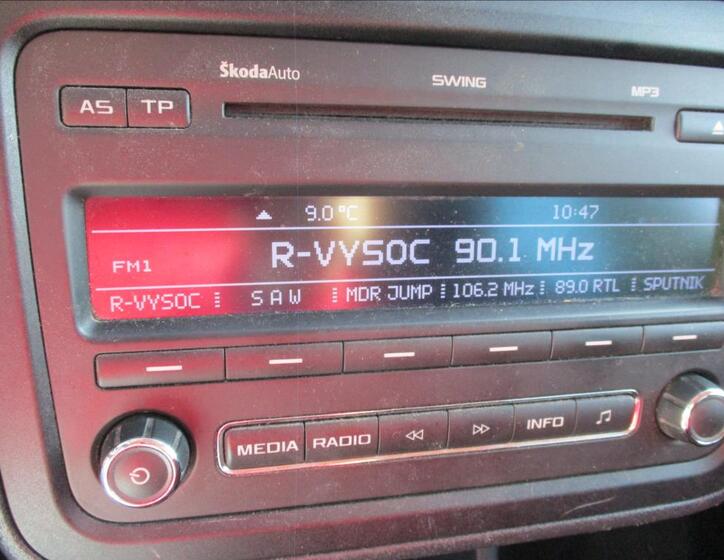 ŠkodaAuto SWING MP3
AS TP
9.0 °C 10:47
FM1 R-VYSOC 90.1 MHz
R-VYSOC SAW MDR JUMP 106.2 MHz 89.0 RTL SPUTNIK
MEDIA RADIO INFO